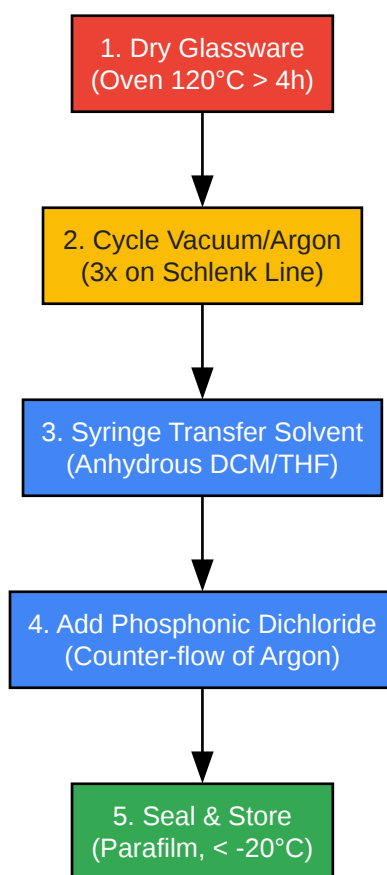 1. Dry Glassware
(Oven 120°C > 4h)
2. Cycle Vacuum/Argon
(3x on Schlenk Line)
3. Syringe Transfer Solvent
(Anhydrous DCM/THF)
4. Add Phosphonic Dichloride
(Counter-flow of Argon)
5. Seal & Store
(Parafilm, < -20°C)